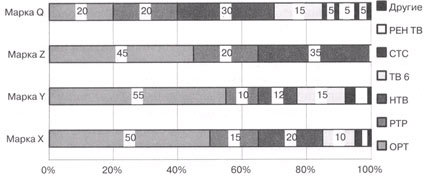 Марка Q 20 20 30 15 5 5 5
Марка Z 45 20 35
Марка Y 55 10 12 15
Марка X 50 15 20 10
0% 20% 40% 60% 80% 100%
Другие
РЕН ТВ
СТС
ТВ 6
НТВ
РТР
ОРТ